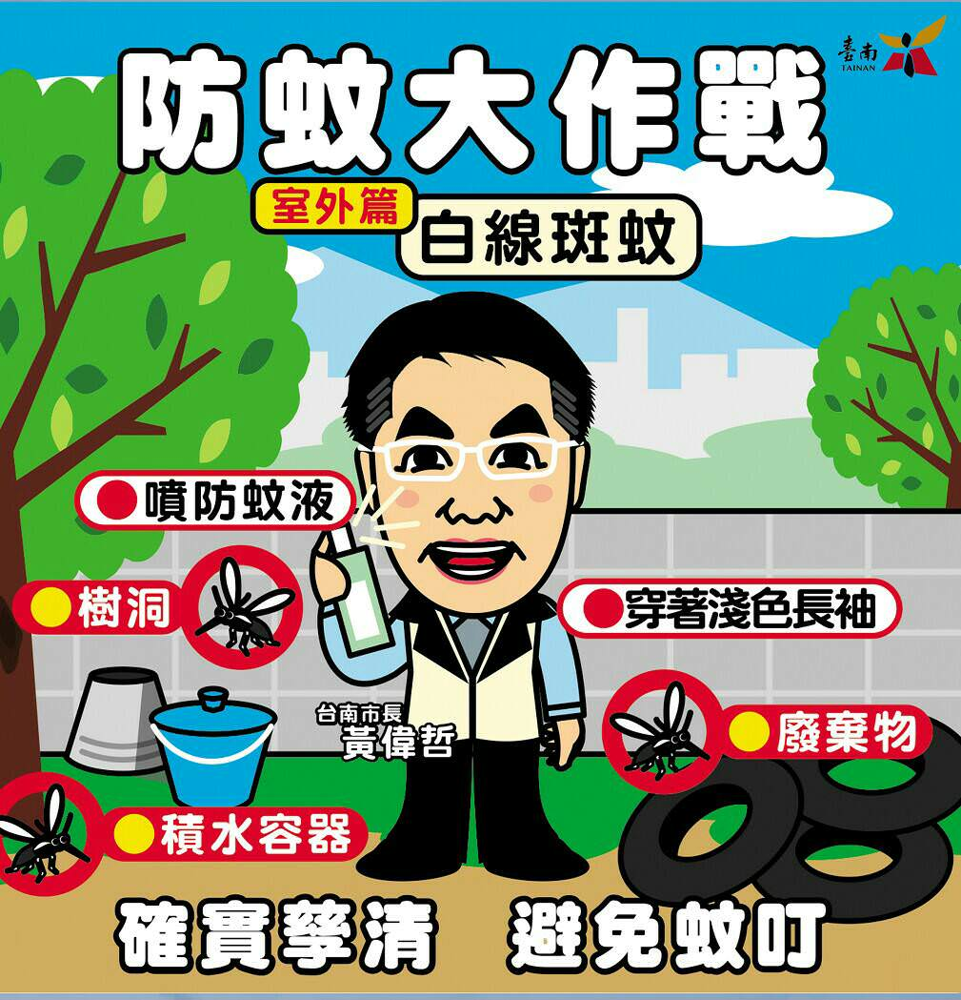 臺南
TAINAN
防蚊大作戰
室外篇
白線斑蚊
噴防蚊液
樹洞
穿著淺色長袖
台南市長
黃偉哲
廢棄物
積水容器
確實孳清 避免蚊叮